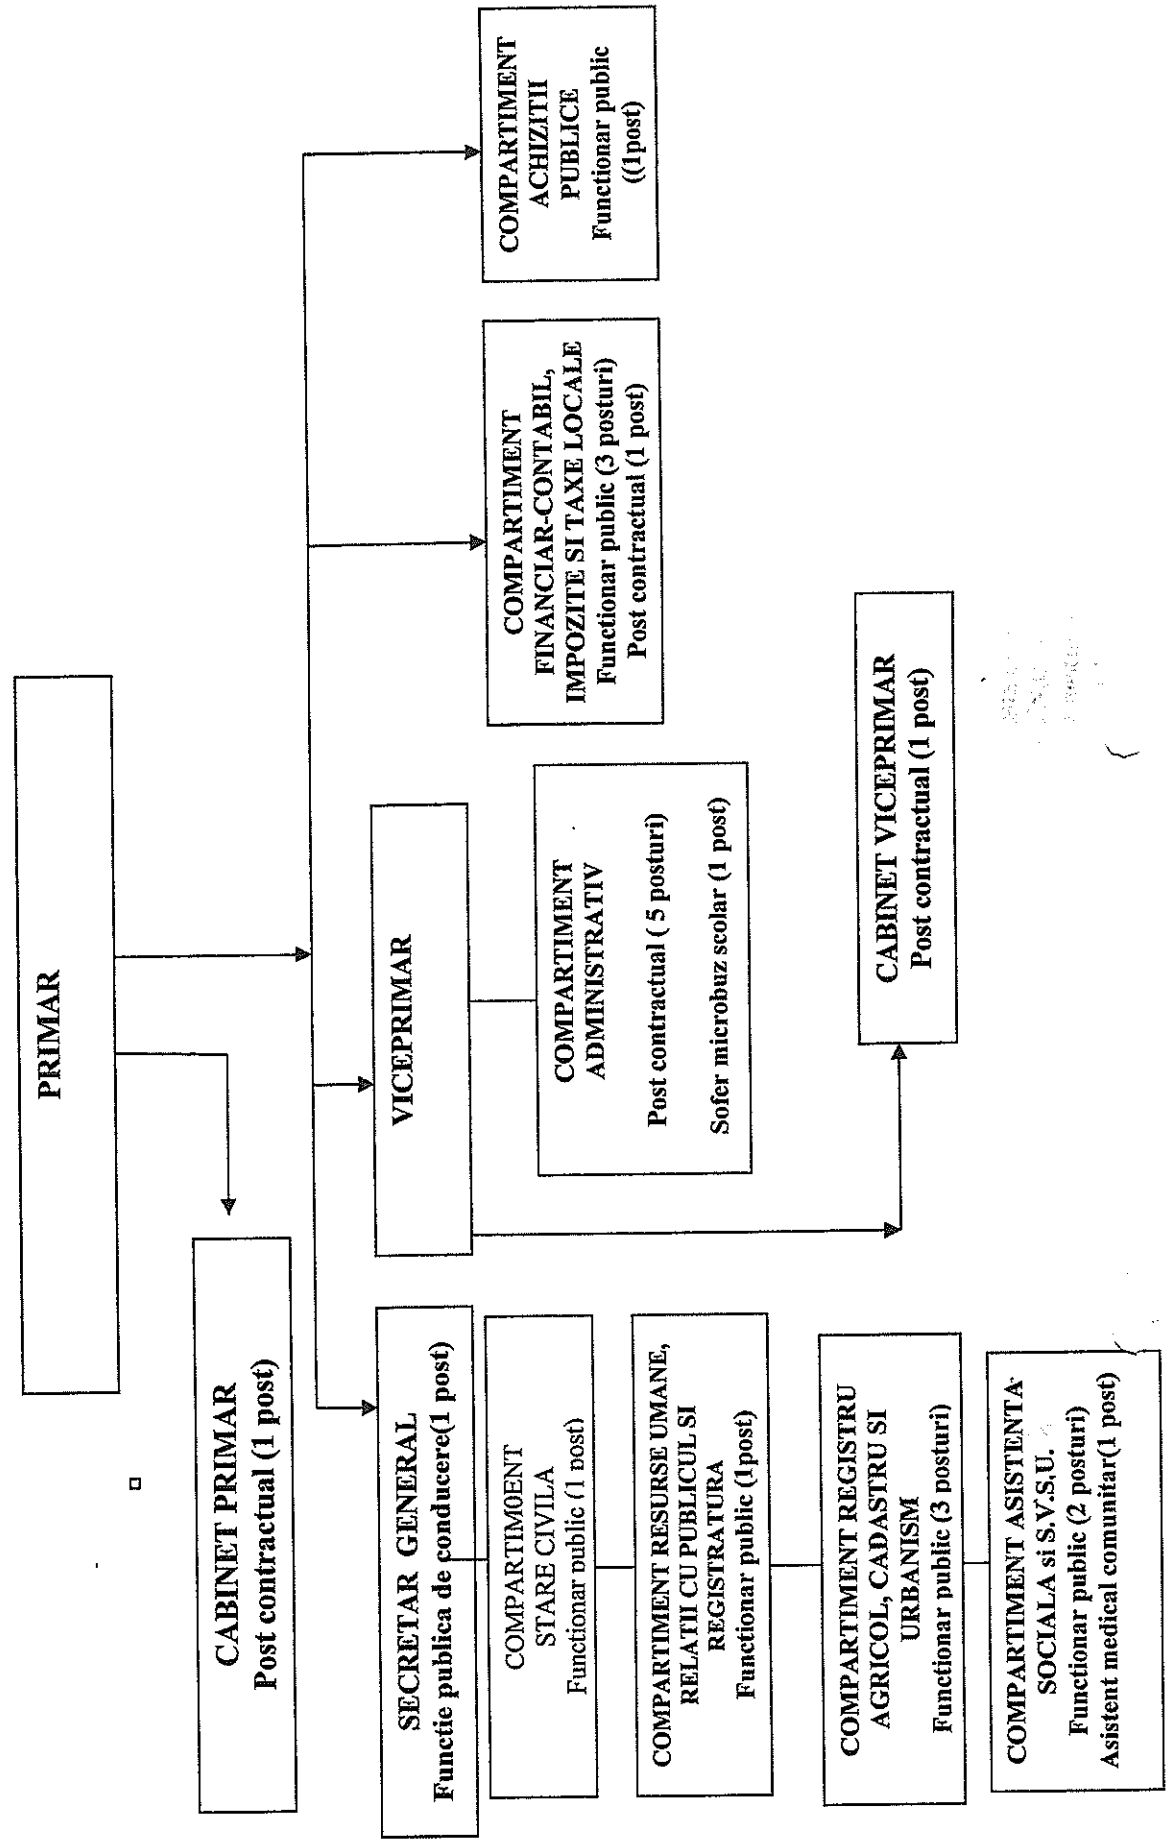 PRIMAR
CABINET PRIMAR
Post contractual (1 post)
SECRETAR GENERAL
Functie publica de conducere(1 post)
COMPARTIM0ENT
STARE CIVILA
Functionar public (1 post)
COMPARTIMENT RESURSE UMANE,
RELATII CU PUBLICUL SI
REGISTRATURA
Functionar public (1post)
COMPARTIMENT REGISTRU
AGRICOL, CADASTRU SI
URBANISM
Functionar public (3 posturi)
COMPARTIMENT ASISTENTA
SOCIALA si S.V.S.U.
Functionar public (2 posturi)
Asistent medical comunitar(1 post)
VICEPRIMAR
COMPARTIMENT
ADMINISTRATIV
Post contractual ( 5 posturi)
Sofer microbuz scolar (1 post)
CABINET VICEPRIMAR
Post contractual (1 post)
COMPARTIMENT
FINANCIAR-CONTABIL,
IMPOZITE SI TAXE LOCALE
Functionar public (3 posturi)
Post contractual (1 post)
COMPARTIMENT
ACHIZITII
PUBLICE
Functionar public
((1post)